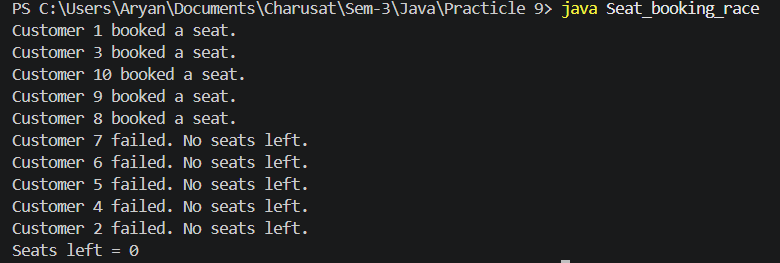 PS C:\Users\Aryan\Documents\Charusat\Sem-3\Java\Practicle 9> java Seat_booking_race
Customer 1 booked a seat.
Customer 3 booked a seat.
Customer 10 booked a seat.
Customer 9 booked a seat.
Customer 8 booked a seat.
Customer 7 failed. No seats left.
Customer 6 failed. No seats left.
Customer 5 failed. No seats left.
Customer 4 failed. No seats left.
Customer 2 failed. No seats left.
Seats left = 0